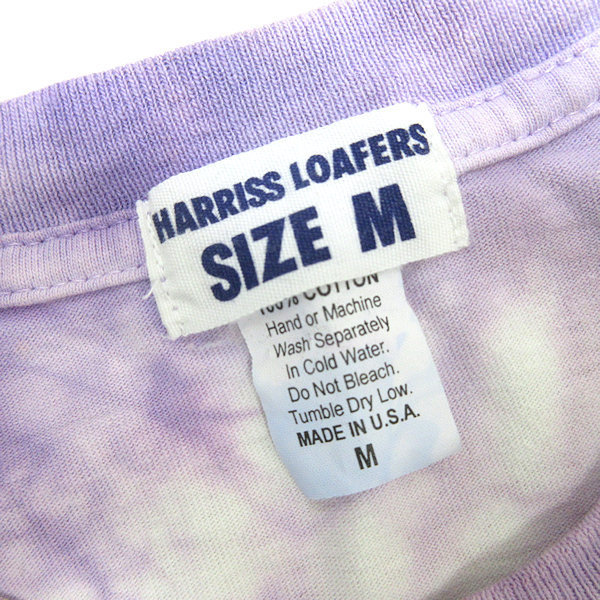 HARRISS LOAFERS
SIZE M
100% COTTON
Hand or Machine
Wash Separately
In Cold Water.
Do Not Bleach.
Tumble Dry Low.
MADE IN U.S.A.
M